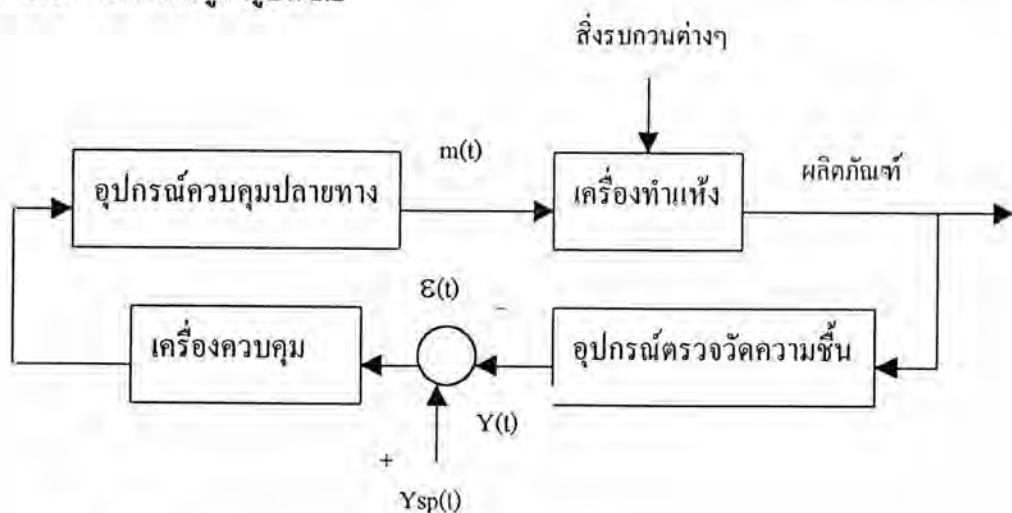 สิ่งรบกวนต่างๆ
m(t)
ผลิตภัณฑ์
อุปกรณ์ควบคุมปลายทาง
เครื่องทำแห้ง
ε(t)
-
เครื่องควบคุม
อุปกรณ์ตรวจวัดความชื้น
Y(t)
+
Ysp(t)